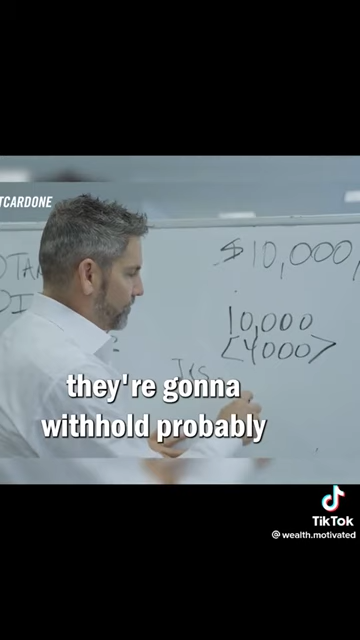 TCARDONE
$10,000
10,000
<4000>
they're gonna
withhold probably
TikTok
@wealth.motivated